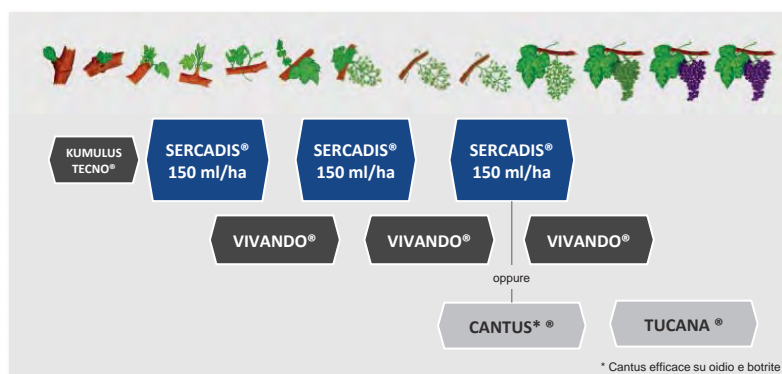 KUMULUS
TECNO®
SERCADIS®
150 ml/ha
SERCADIS®
150 ml/ha
SERCADIS®
150 ml/ha
VIVANDO®
VIVANDO®
VIVANDO®
oppure
CANTUS* ®
TUCANA ®
* Cantus efficace su oidio e botrite